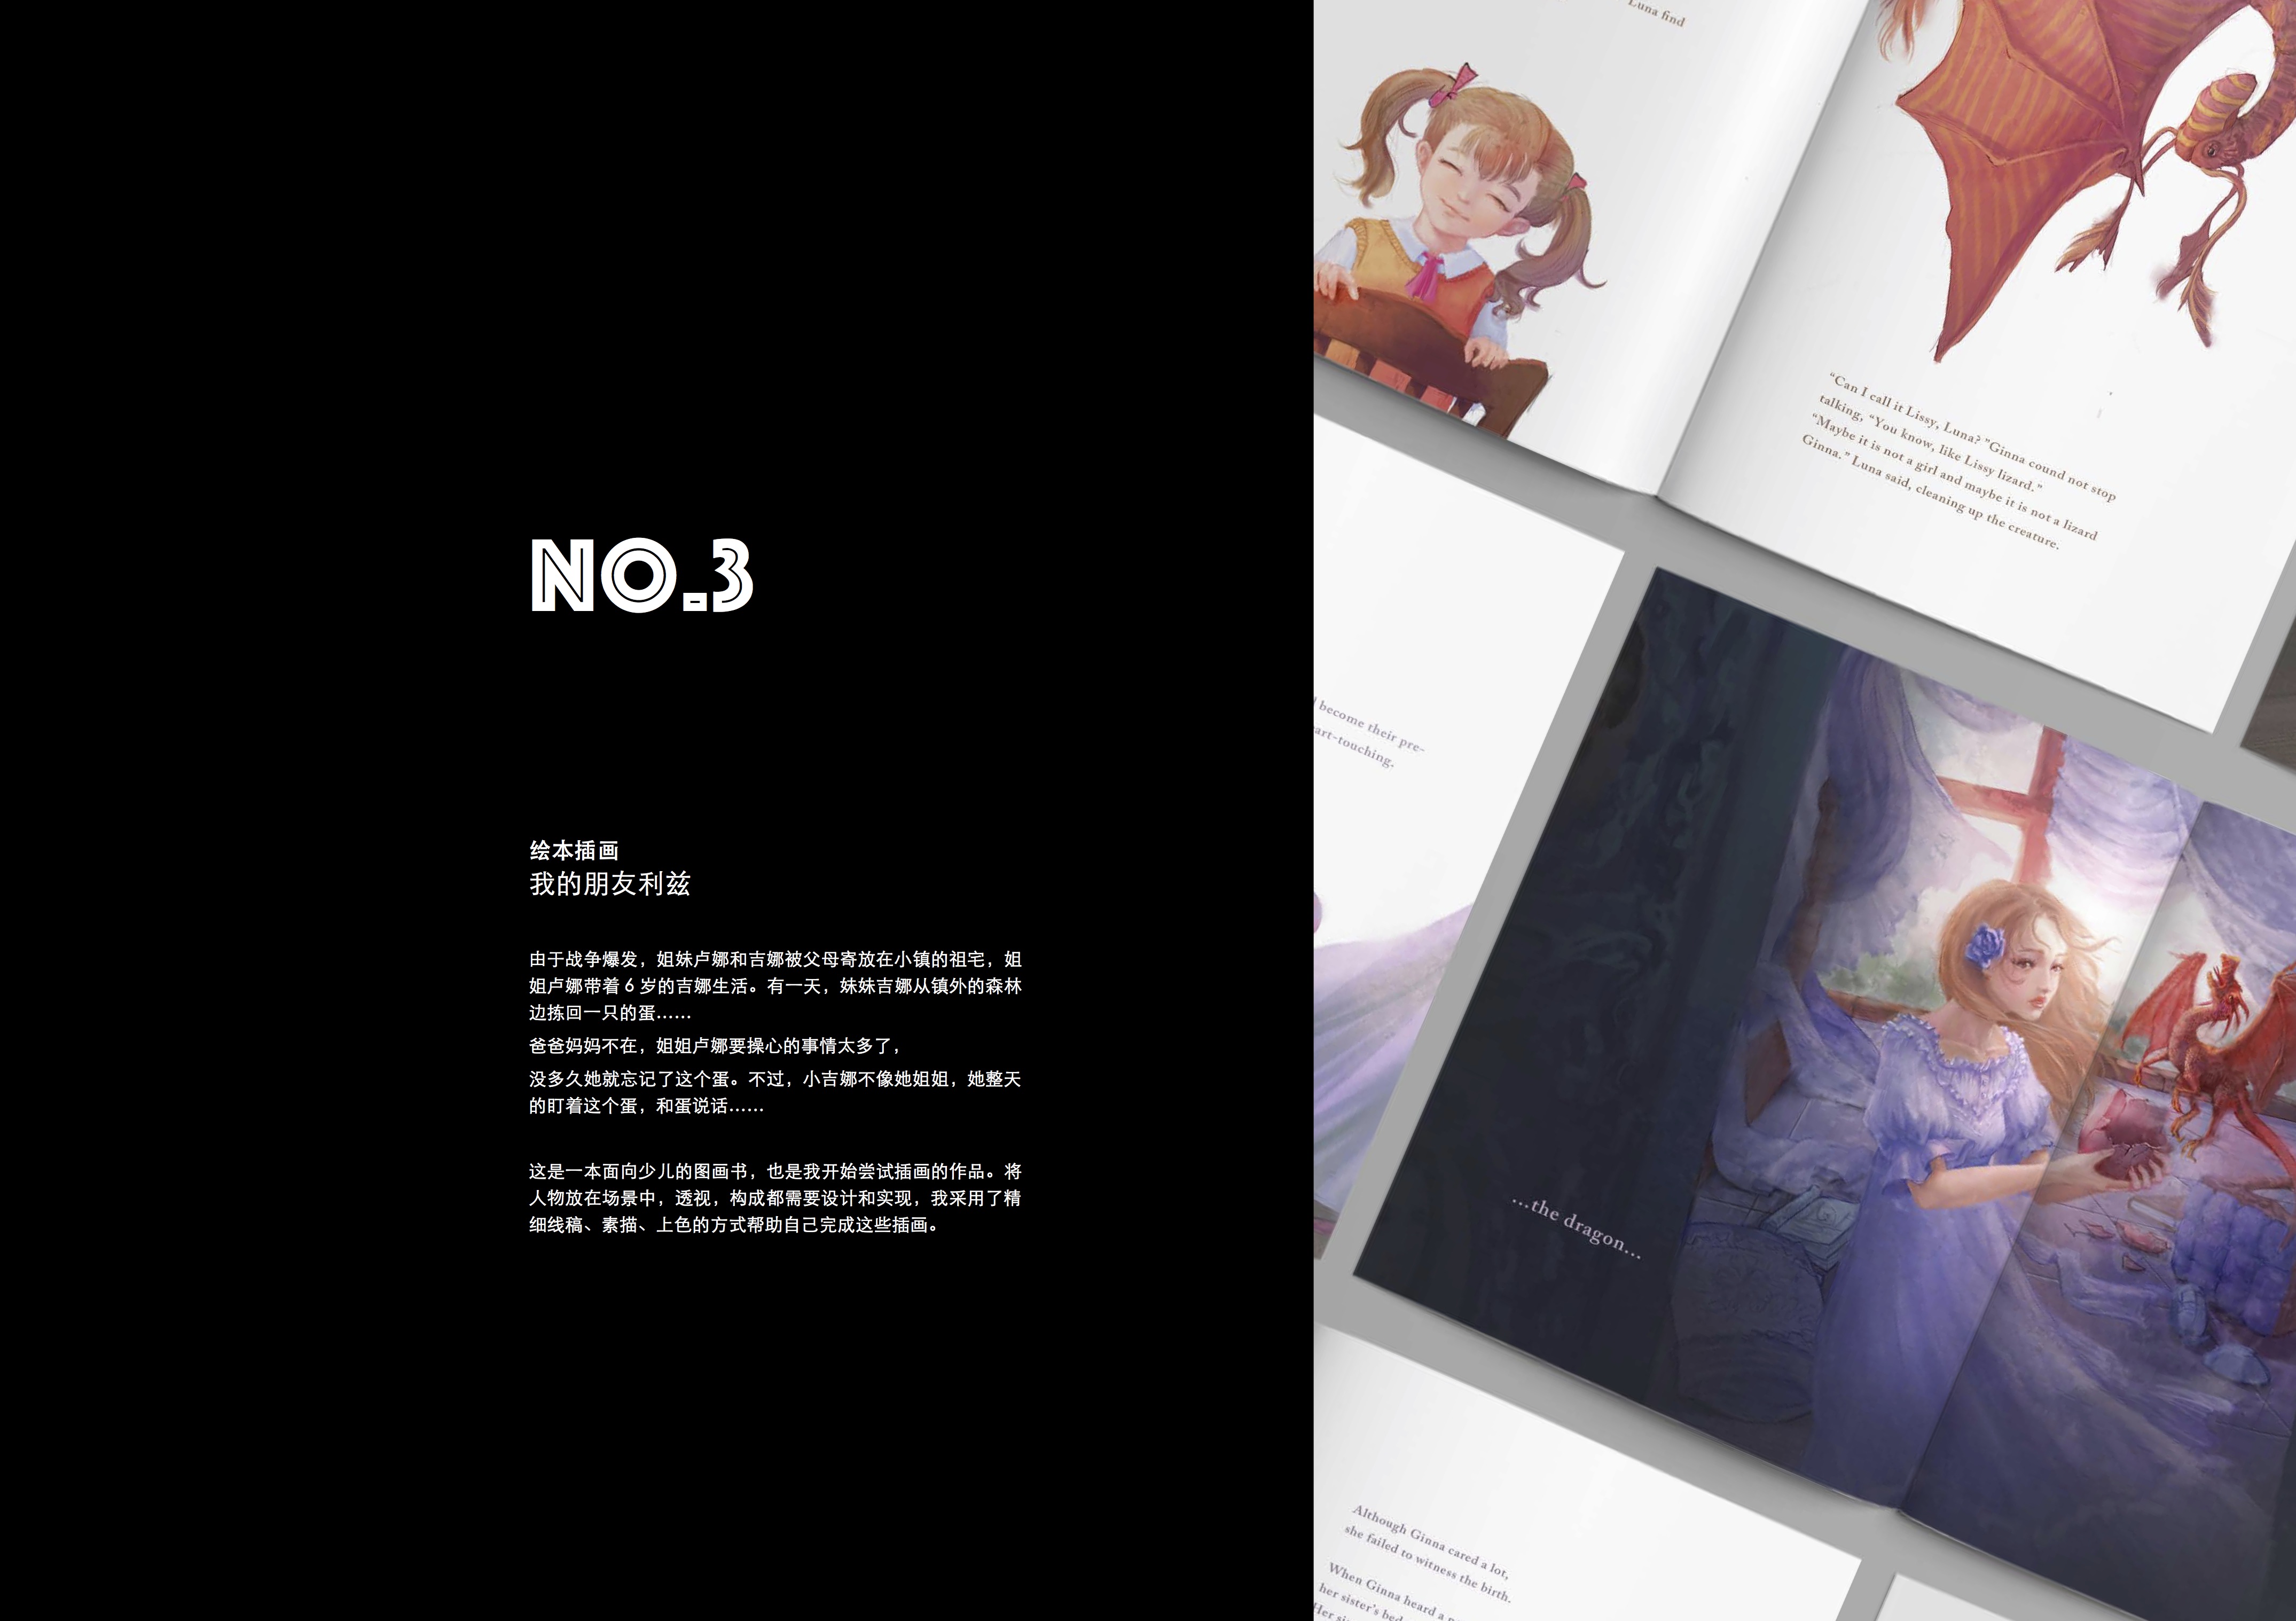 NO.3
绘本插画
我的朋友利兹
由于战争爆发，姐妹卢娜和吉娜被父母寄放在小镇的祖宅，姐
姐卢娜带着 6 岁的吉娜生活。有一天，妹妹吉娜从镇外的森林
边拣回一只的蛋……
爸爸妈妈不在，姐姐卢娜要操心的事情太多了，
没多久她就忘记了这个蛋。不过，小吉娜不像她姐姐，她整天
的盯着这个蛋，和蛋说话……
这是一本面向少儿的图画书，也是我开始尝试插画的作品。将
人物放在场景中，透视，构成都需要设计和实现，我采用了精
细线稿、素描、上色的方式帮助自己完成这些插画。
Luna find
“Can I call it Lissy, Luna? ”Ginna cound not stop
talking, “You know, like Lissy lizard.”
“Maybe it is not a girl and maybe it is not a lizard
Ginna.” Luna said, cleaning up the creature.
become their pre-
art-touching.
...the dragon...
Although Ginna cared a lot,
she failed to witness the birth.
When Ginna heard a
her sister’s bed